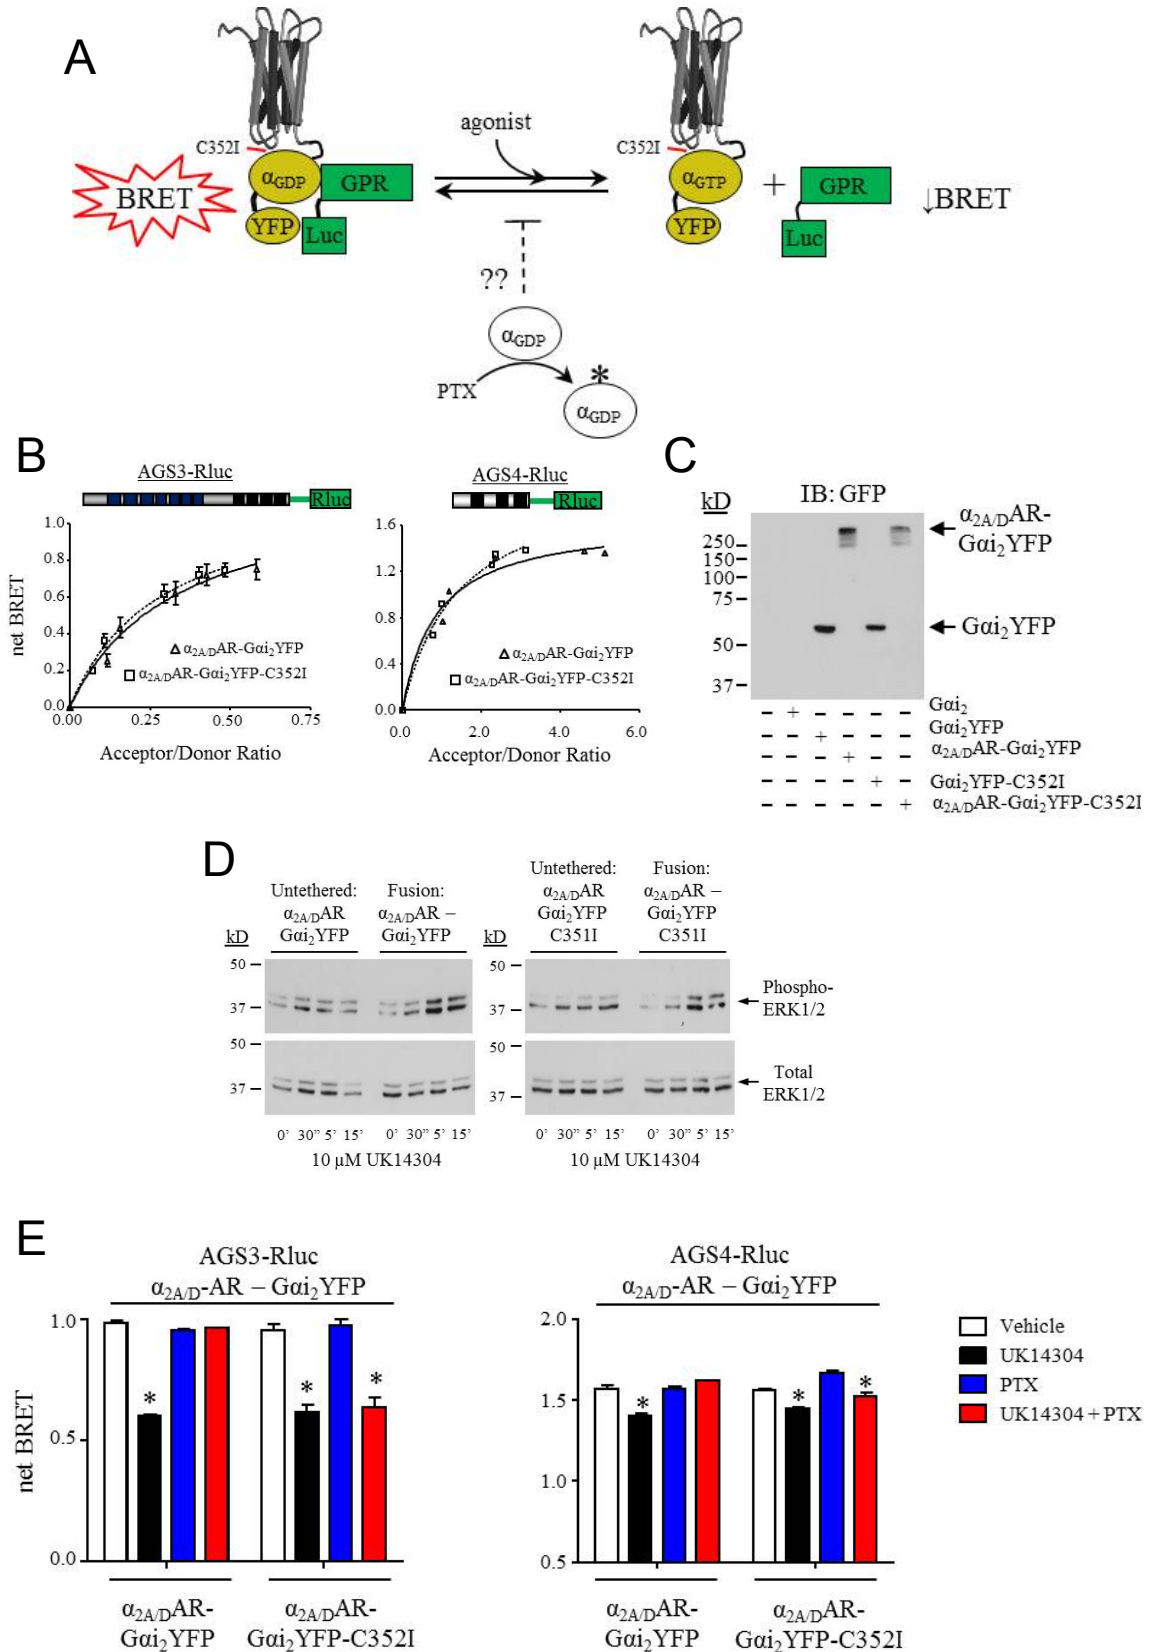 A
agonist
C352I
C352I
BRET
αGDP
GPR
αGTP
+
GPR
↓BRET
YFP
Luc
YFP
Luc
??
αGDP
PTX
*
αGDP
B
AGS3-Rluc
AGS4-Rluc
Rluc
Rluc
net BRET
1.0
0.8
0.6
0.4
0.2
0.0
0.00
0.25
0.50
0.75
α2A/DAR-Gαi2YFP
α2A/DAR-Gαi2YFP-C352I
Acceptor/Donor Ratio
1.6
1.2
0.8
0.4
0.0
0.0
2.0
4.0
6.0
α2A/DAR-Gαi2YFP
α2A/DAR-Gαi2YFP-C352I
Acceptor/Donor Ratio
C
kD
IB: GFP
250
150
100
75
50
37
α2A/DAR-
Gαi2YFP
Gαi2YFP
– + – – – – Gαi2
– – + – – – Gαi2YFP
– – – + – – α2A/DAR-Gαi2YFP
– – – – + – Gαi2YFP-C352I
– – – – – + α2A/DAR-Gαi2YFP-C352I
D
Untethered:
α2A/DAR
Gαi2YFP
Fusion:
α2A/DAR –
Gαi2YFP
Untethered:
α2A/DAR
Gαi2YFP
C351I
Fusion:
α2A/DAR –
Gαi2YFP
C351I
kD
kD
50
37
50
37
50
37
50
37
Phospho-
ERK1/2
Total
ERK1/2
0’ 30” 5’ 15’ 0’ 30” 5’ 15’
0’ 30” 5’ 15’ 0’ 30” 5’ 15’
10 µM UK14304
10 µM UK14304
E
AGS3-Rluc
α2A/D-AR – Gαi2YFP
net BRET
1.0
0.5
0.0
*
*
*
α2A/DAR-
Gαi2YFP
α2A/DAR-
Gαi2YFP-C352I
AGS4-Rluc
α2A/D-AR – Gαi2YFP
2.0
1.5
1.0
0.5
*
*
*
α2A/DAR-
Gαi2YFP
α2A/DAR-
Gαi2YFP-C352I
Vehicle
UK14304
PTX
UK14304 + PTX